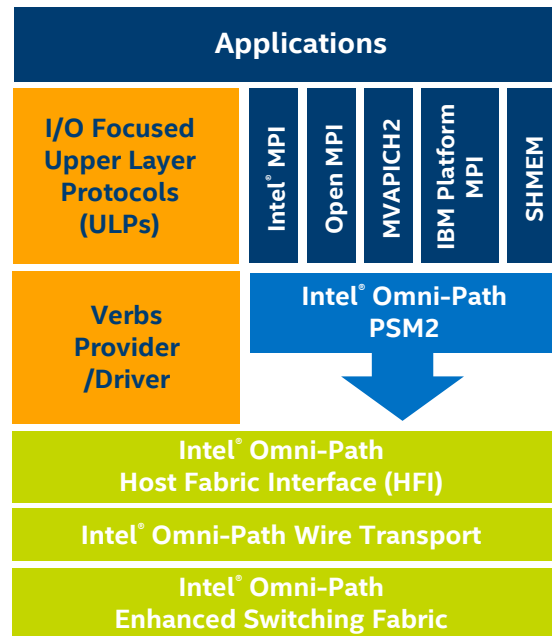 Applications
I/O Focused
Upper Layer
Protocols
(ULPs)
Intel® MPI
Open MPI
MVAPICH2
IBM Platform
MPI
SHMEM
Verbs
Provider
/Driver
Intel® Omni-Path
PSM2
Intel® Omni-Path
Host Fabric Interface (HFI)
Intel® Omni-Path Wire Transport
Intel® Omni-Path
Enhanced Switching Fabric